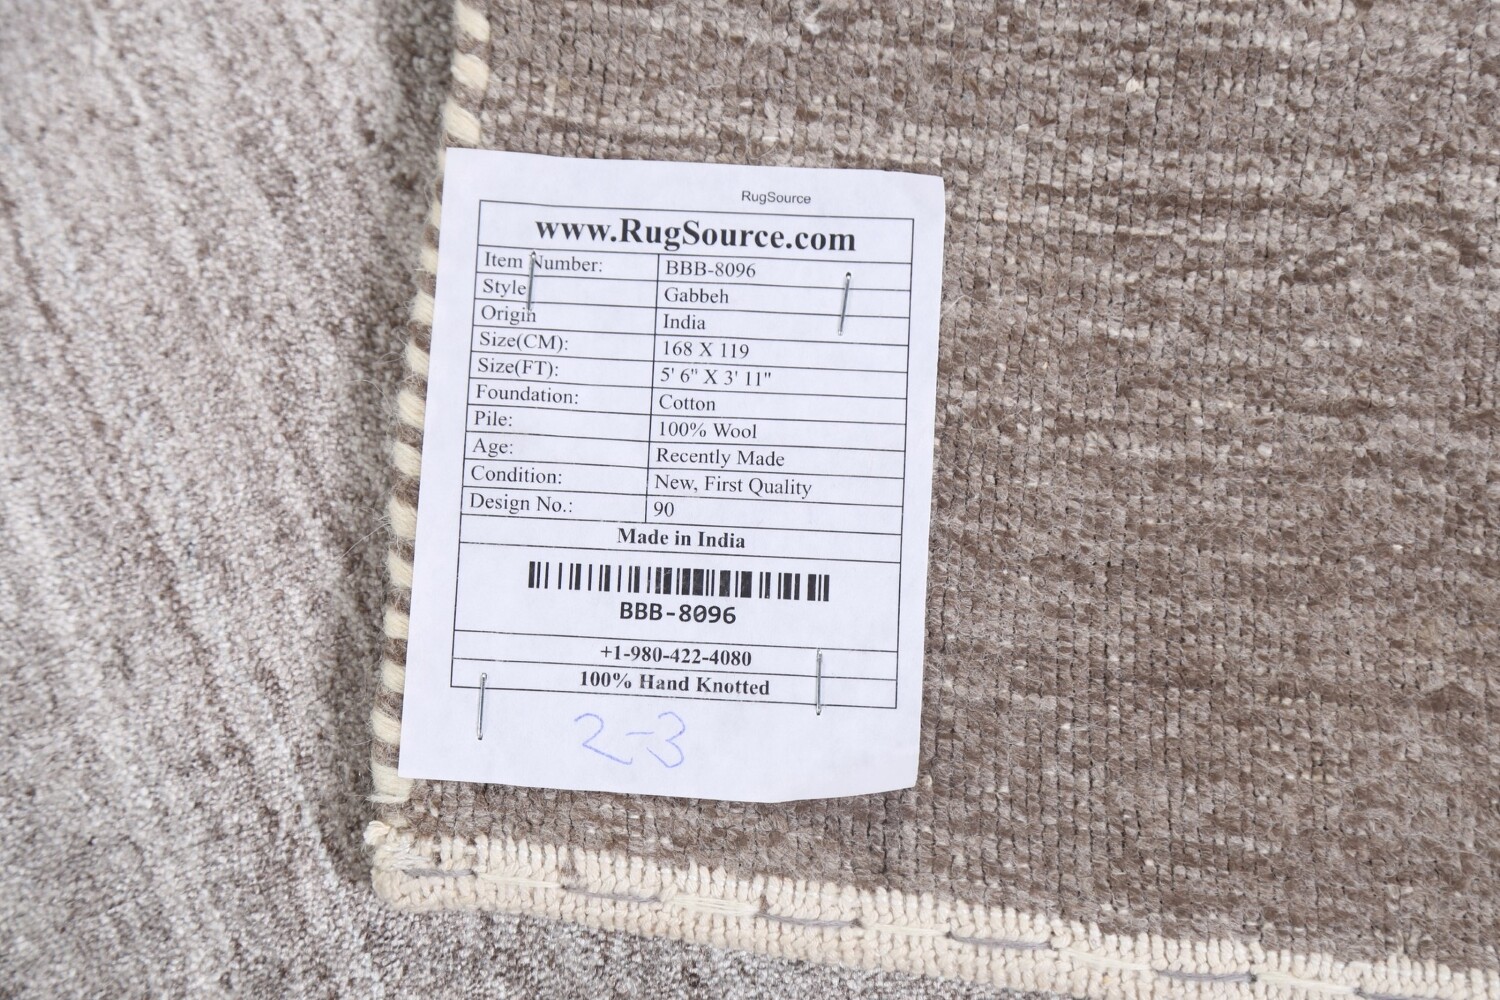 RugSource
www.RugSource.com
Item Number: BBB-8096
Style Gabbeh
Origin India
Size(CM): 168 X 119
Size(FT): 5' 6" X 3' 11"
Foundation: Cotton
Pile: 100% Wool
Age: Recently Made
Condition: New, First Quality
Design No.: 90
Made in India
BBB-8096
+1-980-422-4080
100% Hand Knotted
2-3